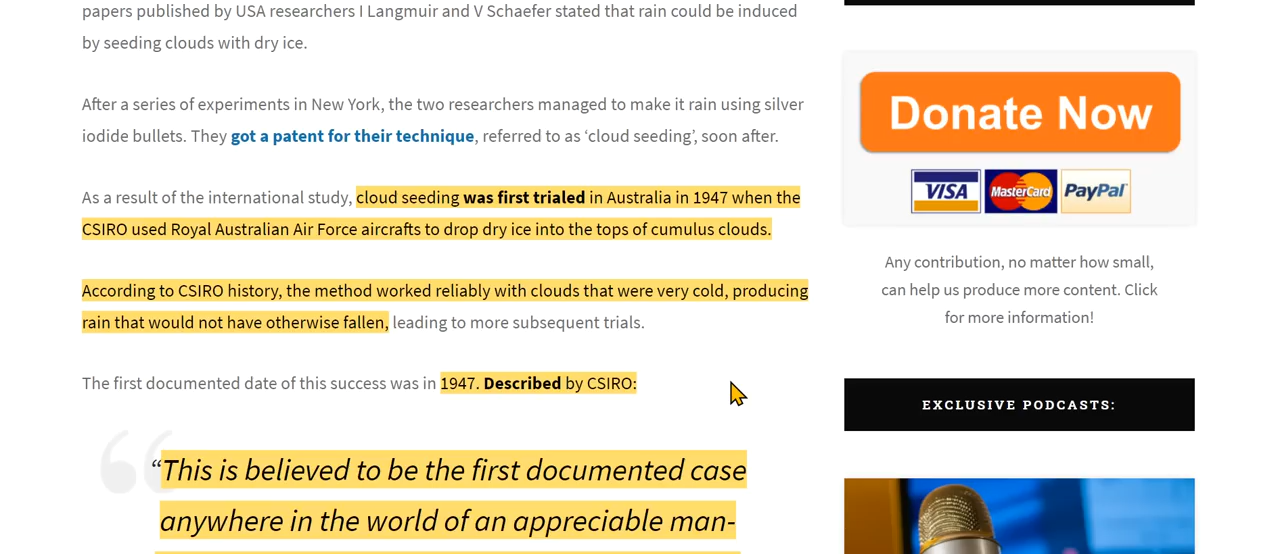 papers published by USA researchers I Langmuir and V Schaefer stated that rain could be induced
by seeding clouds with dry ice.
After a series of experiments in New York, the two researchers managed to make it rain using silver
iodide bullets. They got a patent for their technique, referred to as ‘cloud seeding’, soon after.
As a result of the international study, cloud seeding was first trialed in Australia in 1947 when the
CSIRO used Royal Australian Air Force aircrafts to drop dry ice into the tops of cumulus clouds.
According to CSIRO history, the method worked reliably with clouds that were very cold, producing
rain that would not have otherwise fallen, leading to more subsequent trials.
The first documented date of this success was in 1947. Described by CSIRO:
“This is believed to be the first documented case
anywhere in the world of an appreciable man-
Donate Now
VISA MasterCard PayPal
Any contribution, no matter how small,
can help us produce more content. Click
for more information!
EXCLUSIVE PODCASTS: